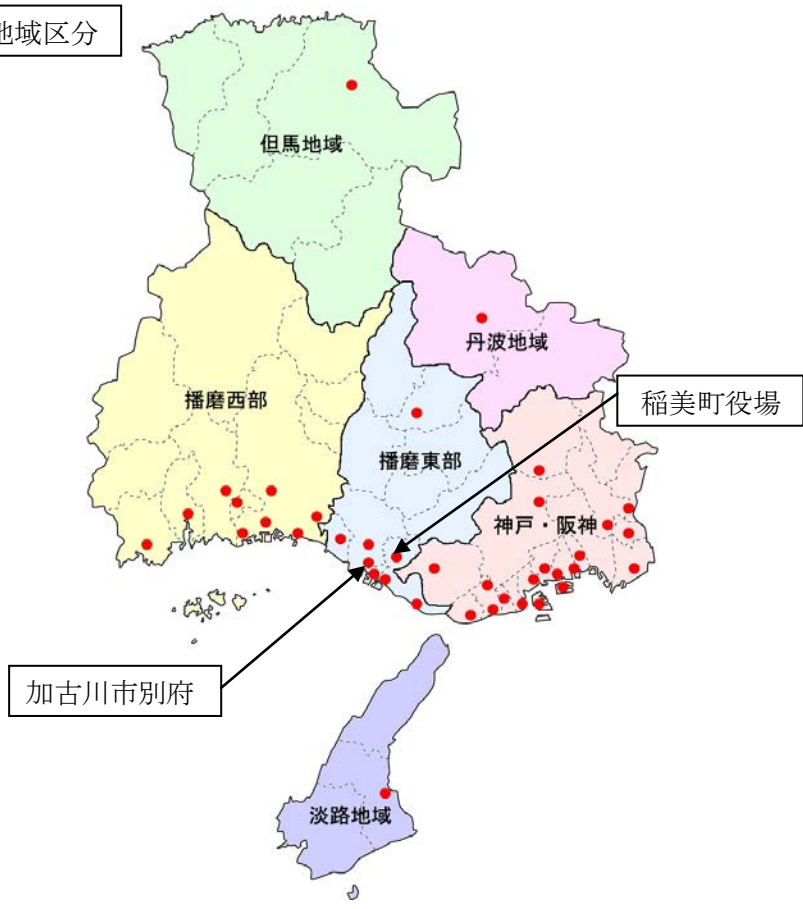 地域区分
但馬地域
丹波地域
播磨西部
稲美町役場
播磨東部
神戸・阪神
加古川市別府
淡路地域